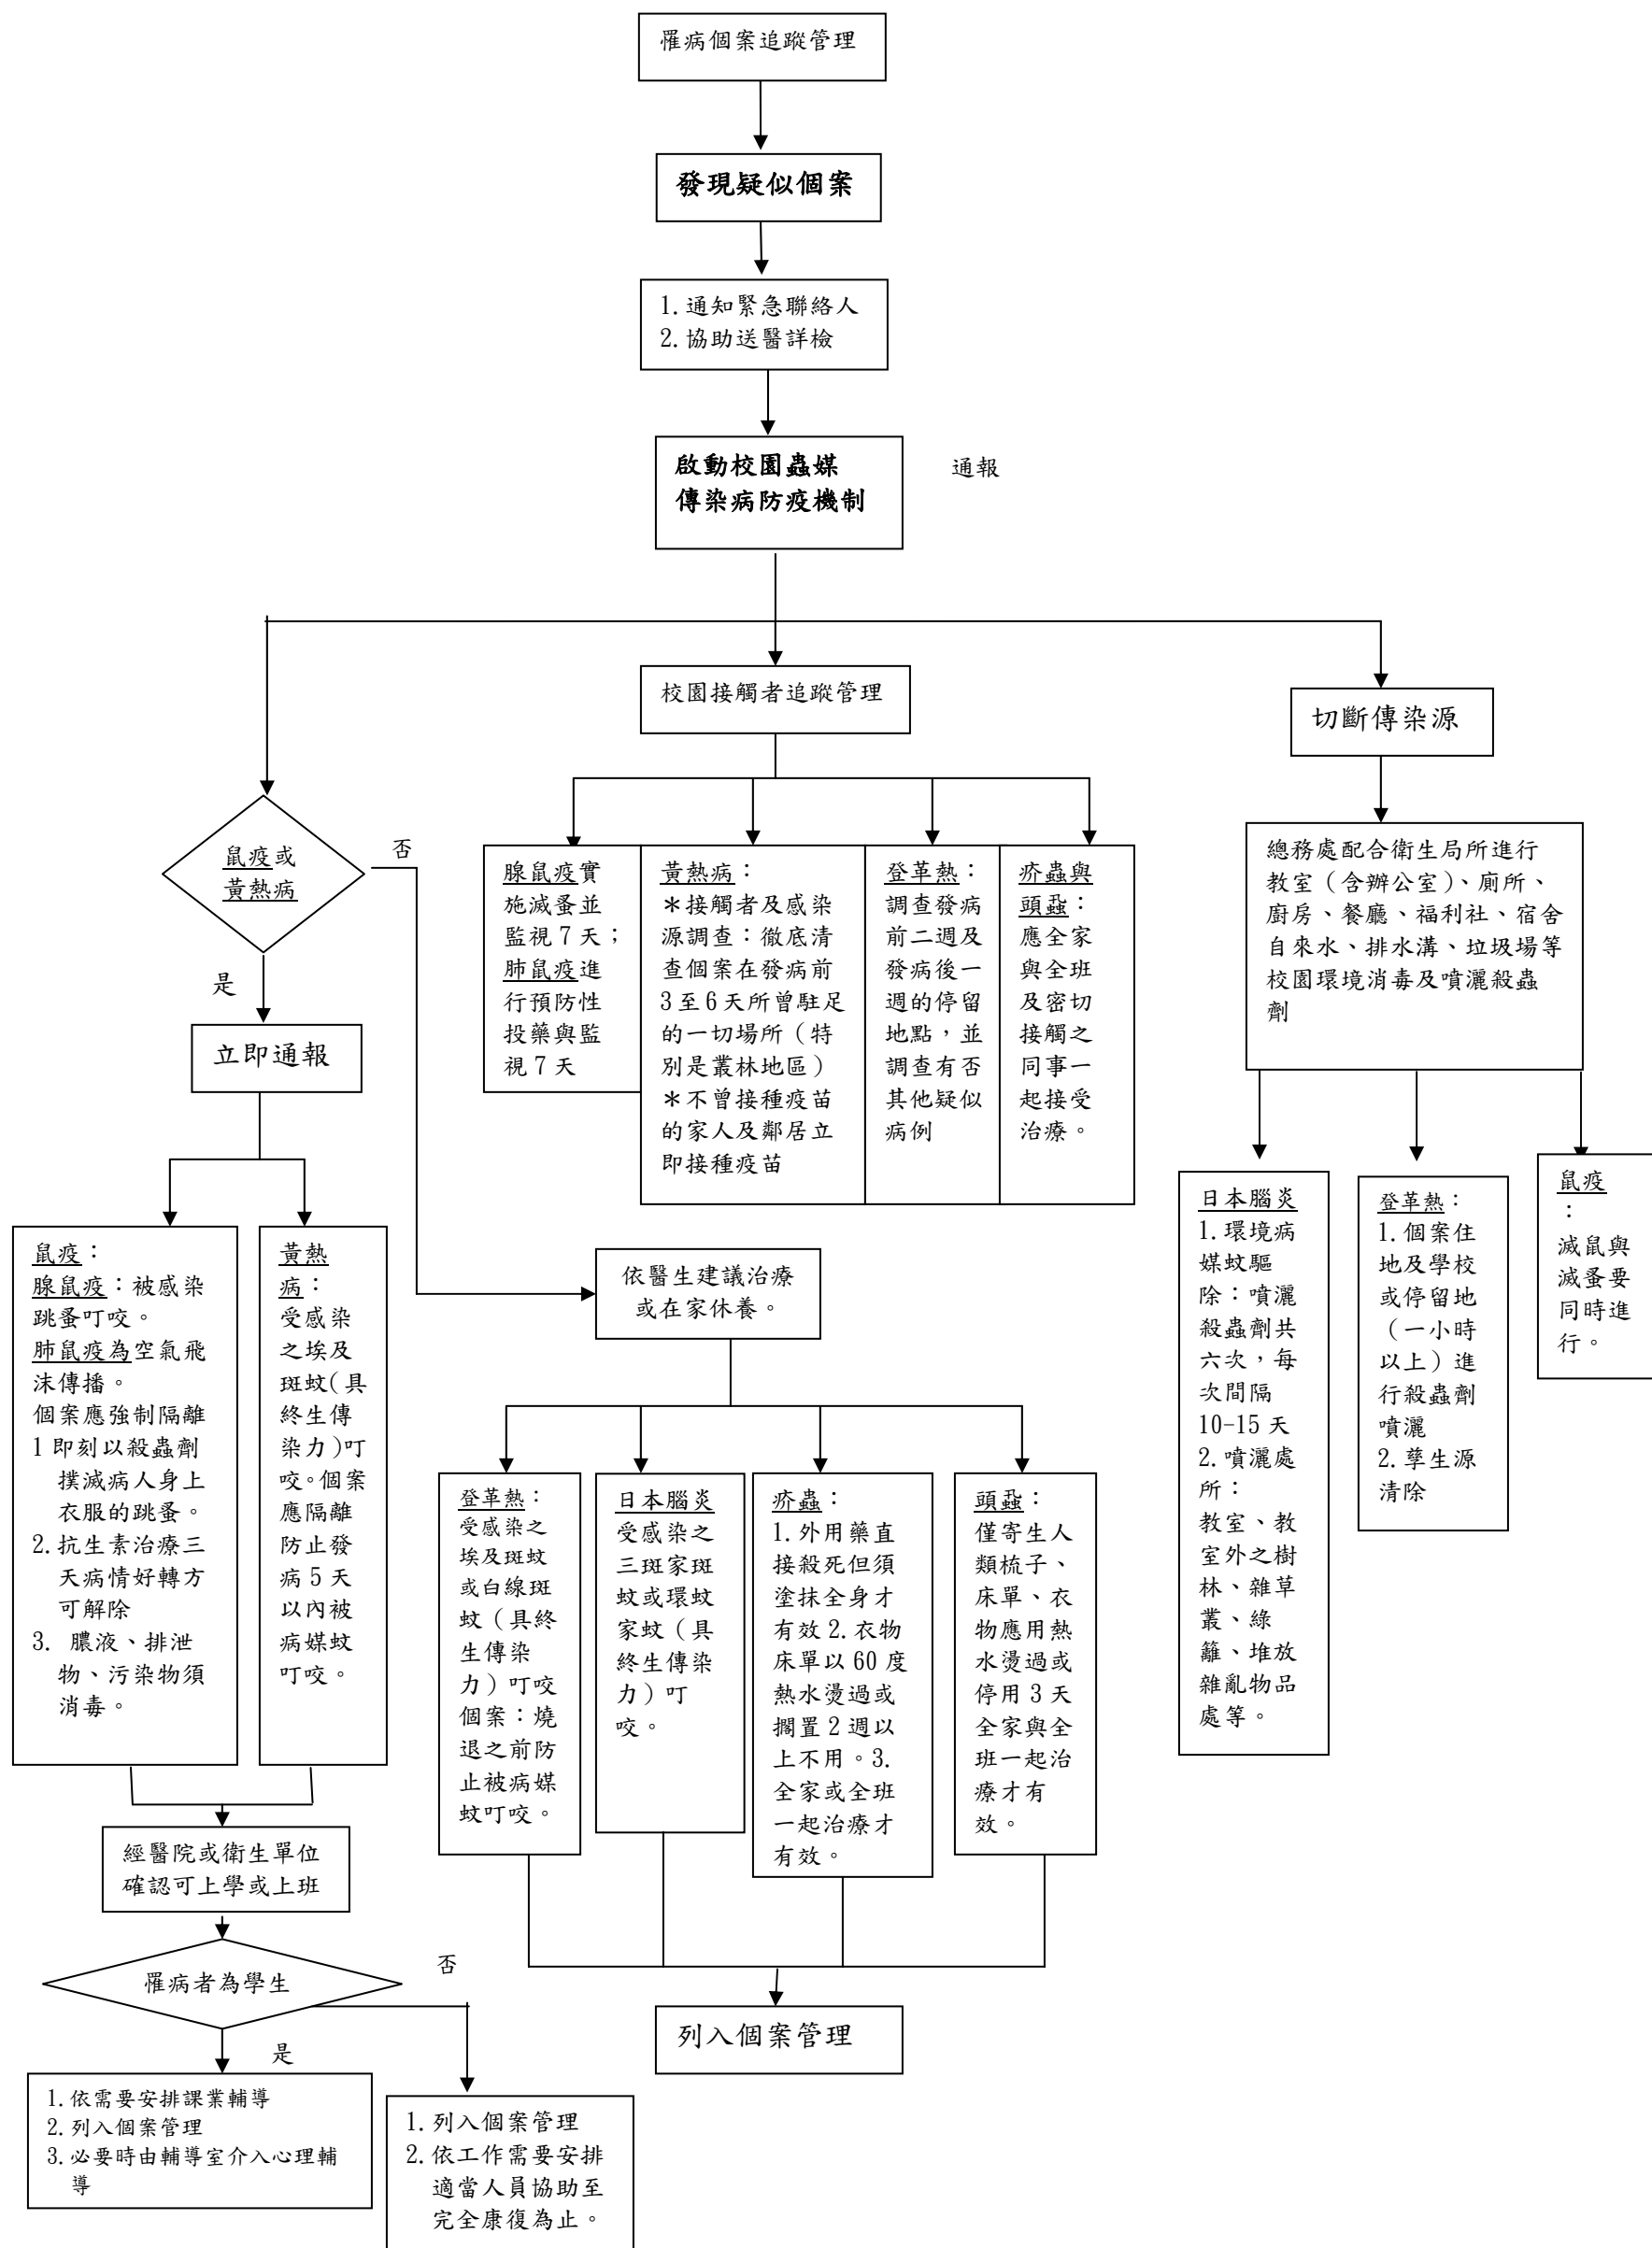 罹病個案追蹤管理
發現疑似個案
1.通知緊急聯絡人
2.協助送醫詳檢
啟動校園蟲媒
傳染病防疫機制
通報
校園接觸者追蹤管理
切斷傳染源
鼠疫或
黃熱病
否
是
立即通報
腺鼠疫實
施滅蚤並
監視7天；
肺鼠疫進
行預防性
投藥與監
視7天
黃熱病：
＊接觸者及感染
源調查：徹底清
查個案在發病前
3至6天所曾駐足
的一切場所（特
別是叢林地區）
＊不曾接種疫苗
的家人及鄰居立
即接種疫苗
登革熱：
調查發病
前二週及
發病後一
週的停留
地點，並
調查有否
其他疑似
病例
疥蟲與
頭蝨：
應全家
與全班
及密切
接觸之
同事一
起接受
治療。
總務處配合衛生局所進行
教室（含辦公室）、廁所、
廚房、餐廳、福利社、宿舍
自來水、排水溝、垃圾場等
校園環境消毒及噴灑殺蟲
劑
鼠疫：
腺鼠疫：被感染
跳蚤叮咬。
肺鼠疫為空氣飛
沫傳播。
個案應強制隔離
1即刻以殺蟲劑
撲滅病人身上
衣服的跳蚤。
2.抗生素治療三
天病情好轉方
可解除
3. 膿液、排泄
物、污染物須
消毒。
黃熱
病：
受感染
之埃及
斑蚊(具
終生傳
染力)叮
咬。個案
應隔離
防止發
病5天
以內被
病媒蚊
叮咬。
依醫生建議治療
或在家休養。
登革熱：
受感染之
埃及斑蚊
或白線斑
蚊（具終
生傳染
力）叮咬
個案：燒
退之前防
止被病媒
蚊叮咬。
日本腦炎
受感染之
三斑家斑
蚊或環蚊
家蚊（具
終生傳染
力）叮
咬。
疥蟲：
1.外用藥直
接殺死但須
塗抹全身才
有效2.衣物
床單以60度
熱水燙過或
擱置2週以
上不用。3.
全家或全班
一起治療才
有效。
頭蝨：
僅寄生人
類梳子、
床單、衣
物應用熱
水燙過或
停用3天
全家與全
班一起治
療才有
效。
日本腦炎
1.環境病
媒蚊驅
除：噴灑
殺蟲劑共
六次，每
次間隔
10-15天
2.噴灑處
所：
教室、教
室外之樹
林、雜草
叢、綠
籬、堆放
雜亂物品
處等。
登革熱：
1.個案住
地及學校
或停留地
（一小時
以上）進
行殺蟲劑
噴灑
2.孳生源
清除
鼠疫
：
滅鼠與
滅蚤要
同時進
行。
經醫院或衛生單位
確認可上學或上班
罹病者為學生
否
是
列入個案管理
1.依需要安排課業輔導
2.列入個案管理
3.必要時由輔導室介入心理輔
導
1.列入個案管理
2.依工作需要安排
適當人員協助至
完全康復為止。